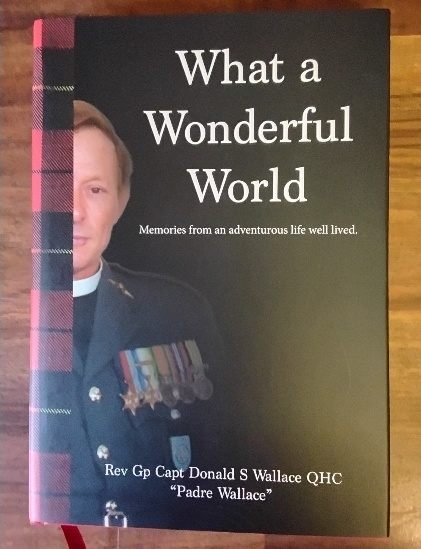 What a
Wonderful
World
Memories from an adventurous life well lived.
Rev Gp Capt Donald S Wallace QHC
“Padre Wallace”